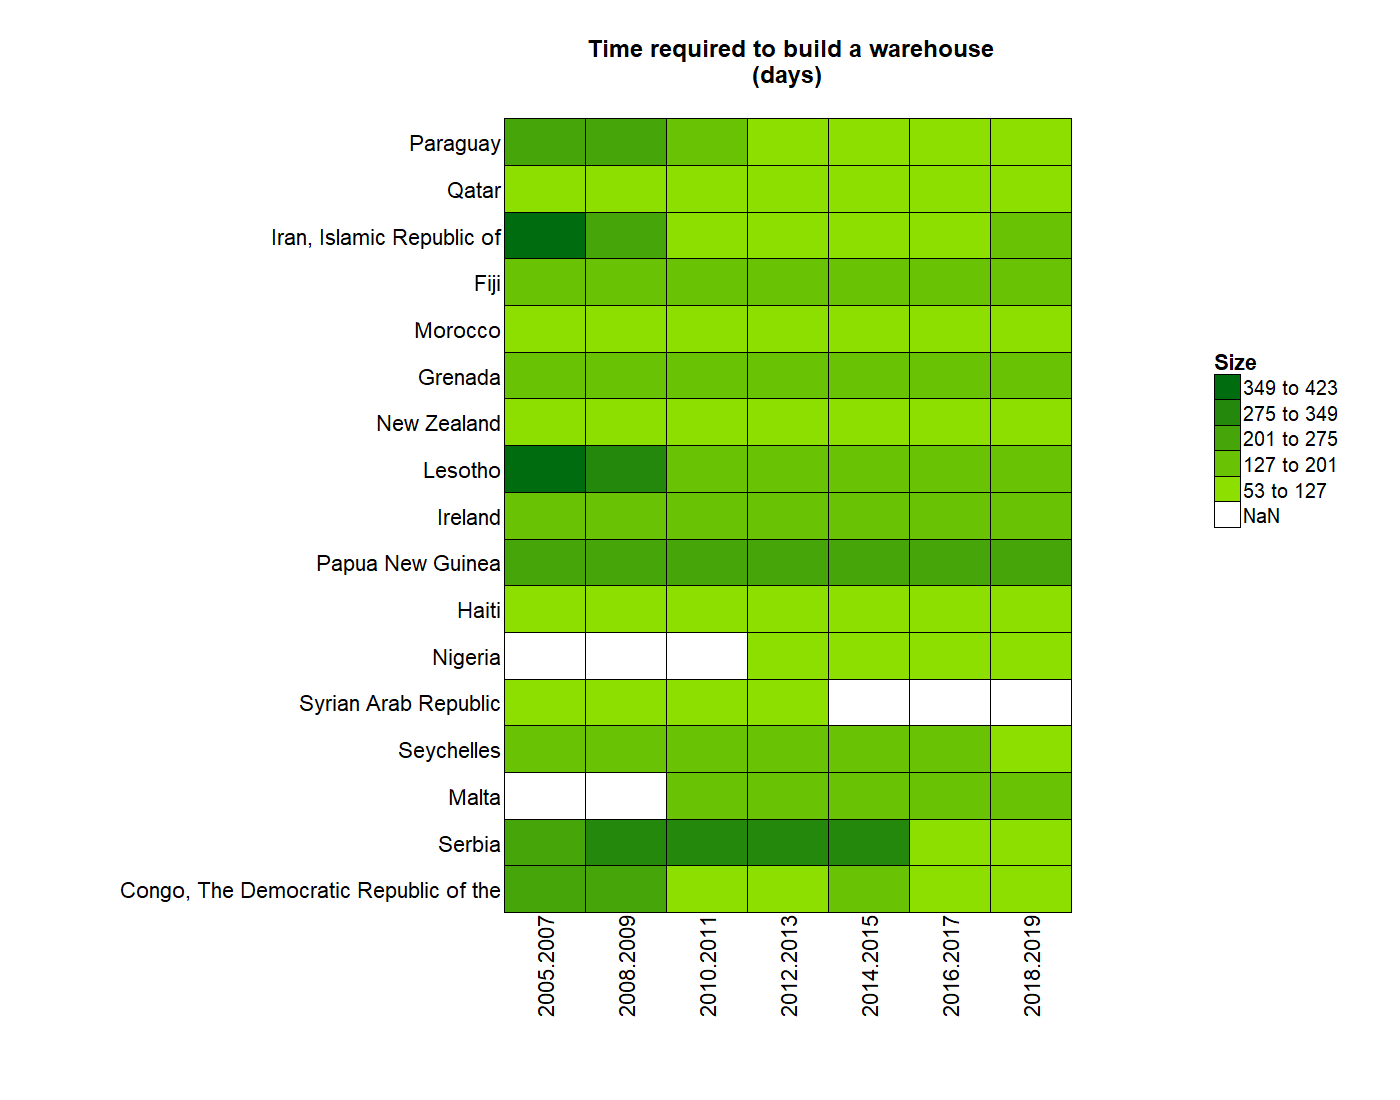 Time required to build a warehouse
(days)
Paraguay
Qatar
Iran, Islamic Republic of
Fiji
Morocco
Grenada
New Zealand
Lesotho
Ireland
Papua New Guinea
Haiti
Nigeria
Syrian Arab Republic
Seychelles
Malta
Serbia
Congo, The Democratic Republic of the
2005.2007
2008.2009
2010.2011
2012.2013
2014.2015
2016.2017
2018.2019
Size
349 to 423
275 to 349
201 to 275
127 to 201
53 to 127
NaN